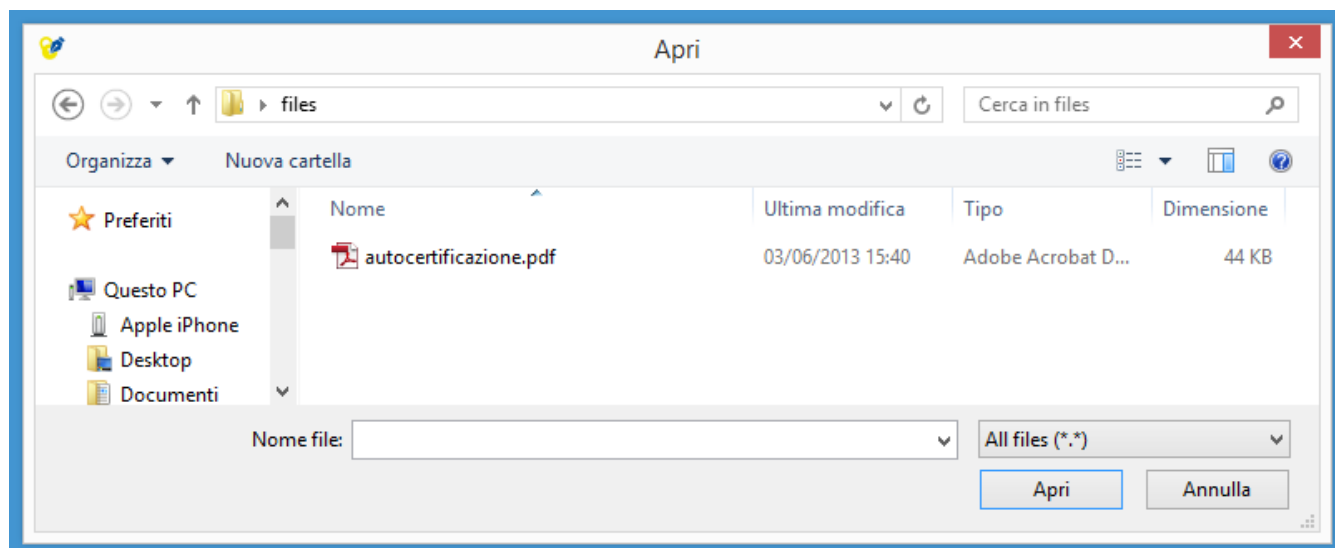 Apri
files
Cerca in files
Organizza
Nuova cartella
Preferiti
Questo PC
Apple iPhone
Desktop
Documenti
Nome Ultima modifica Tipo Dimensione
autocertificazione.pdf 03/06/2013 15:40 Adobe Acrobat D... 44 KB
Nome file:
All files (*.*)
Apri Annulla